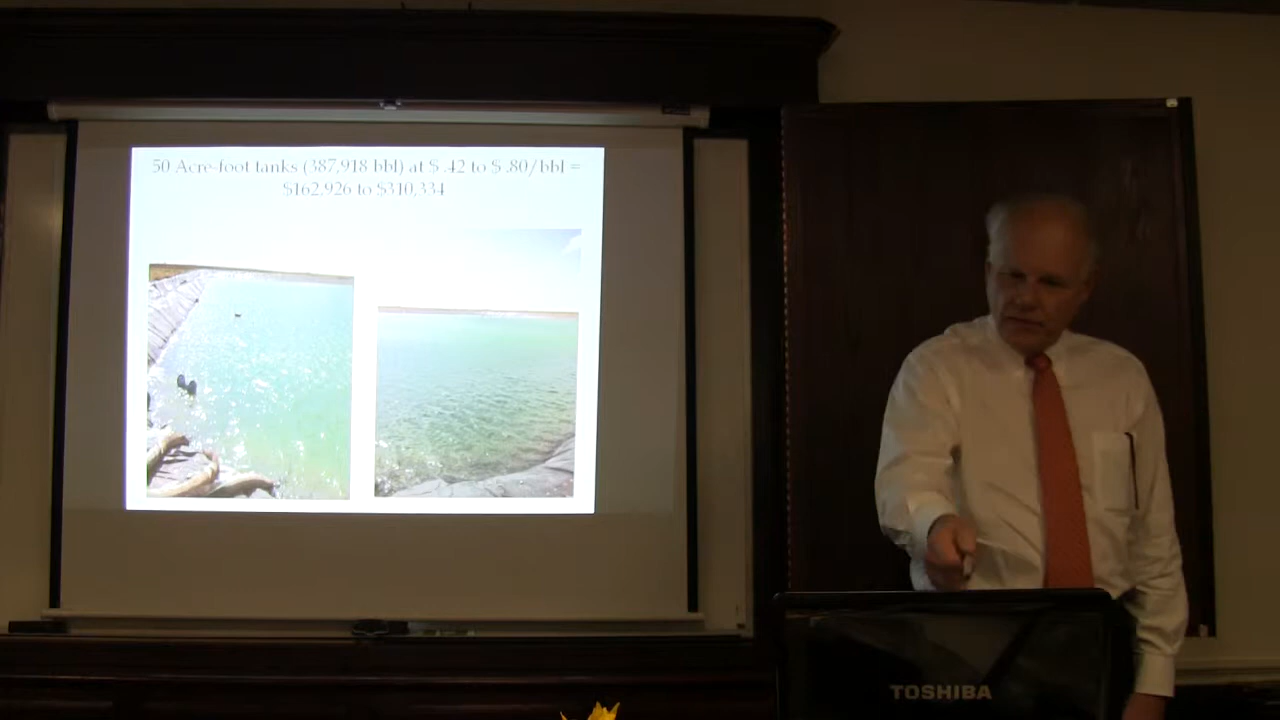 50 Acre-foot tanks (387,918 bbl) at $ .42 to $ .80/bbl =
$162,926 to $310,334
TOSHIBA